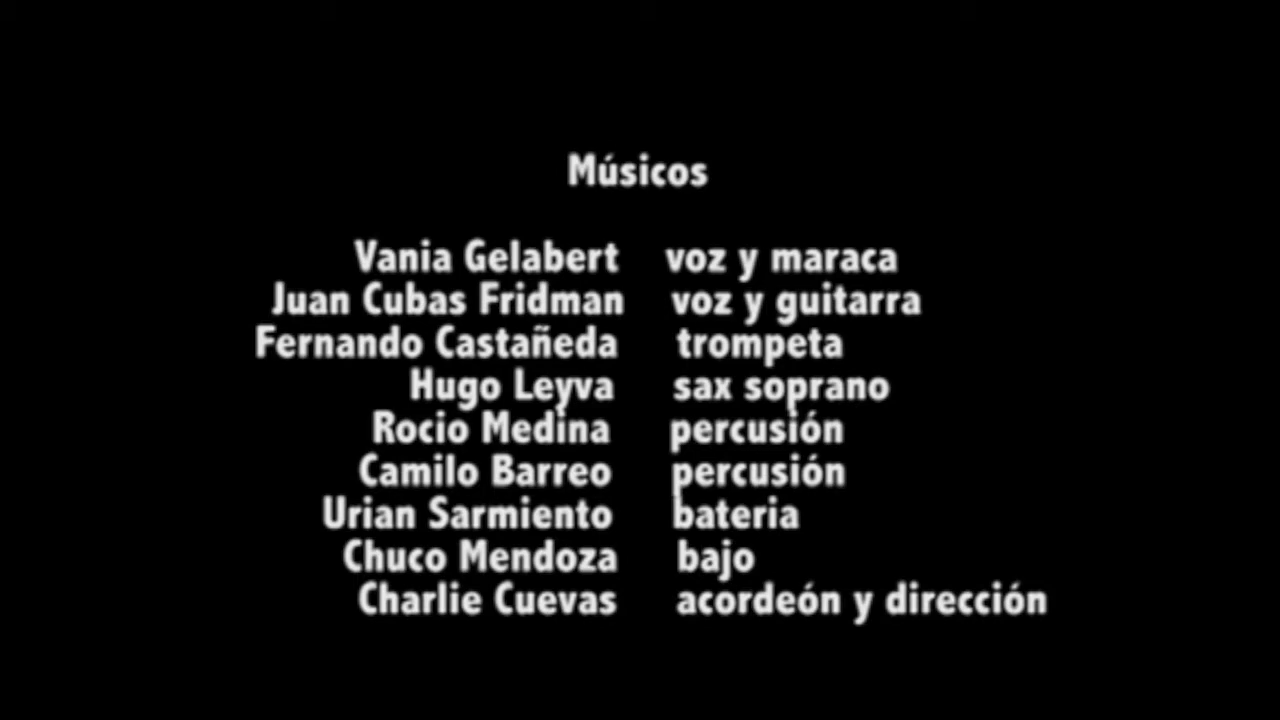 Músicos
Vania Gelabert voz y maraca
Juan Cubas Fridman voz y guitarra
Fernando Castañeda trompeta
Hugo Leyva sax soprano
Rocio Medina percusión
Camilo Barreo percusión
Urian Sarmiento bateria
Chuco Mendoza bajo
Charlie Cuevas acordeón y dirección